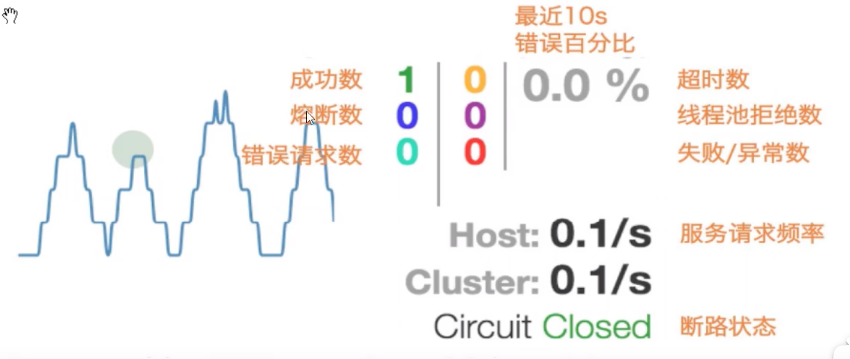 最近10s
错误百分比
成功数 1 0 0.0 % 超时数
熔断数 0 0 线程池拒绝数
错误请求数 0 0 失败/异常数
Host: 0.1/s 服务请求频率
Cluster: 0.1/s
Circuit Closed 断路状态